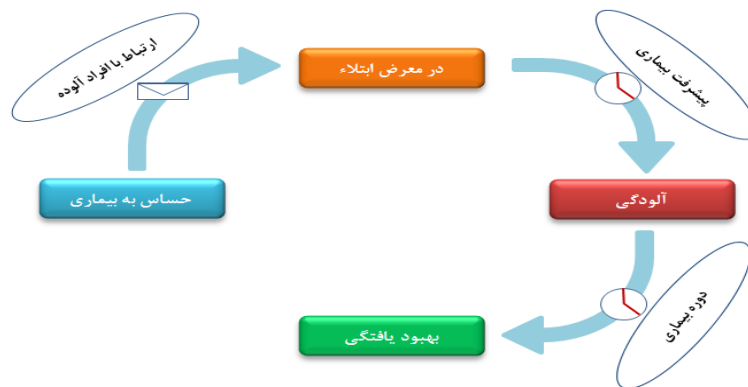 ارتباط با افراد آلوده
در معرض ابتلاء
پیشرفت بیماری
حساس به بیماری
آلودگی
دوره بیماری
بهبود یافتگی